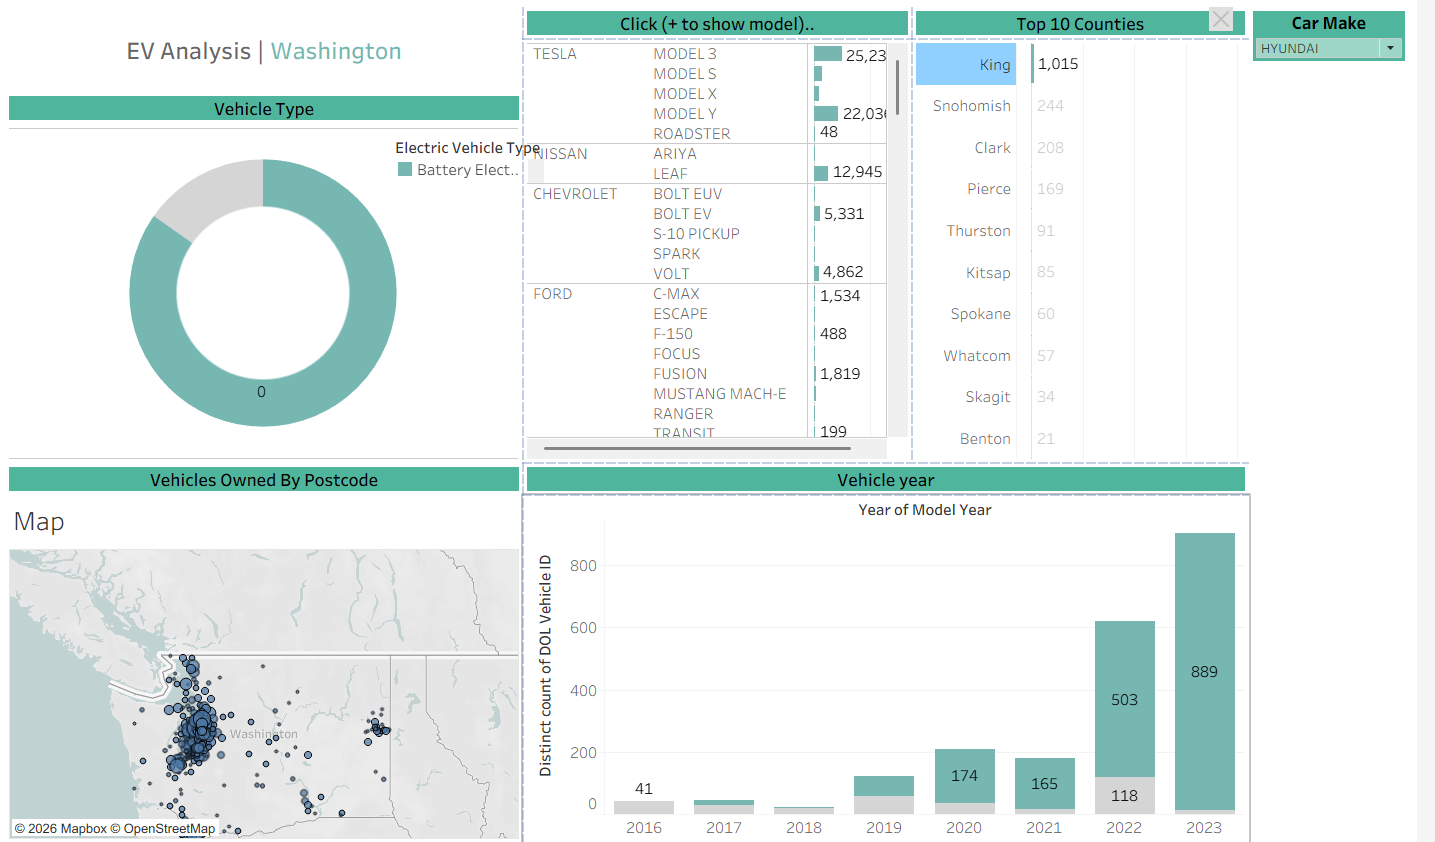 EV Analysis | Washington
Vehicle Type
Electric Vehicle Type
Battery Elect..
0
Click (+ to show model)..
TESLA MODEL 3 25,23
MODEL S
MODEL X
MODEL Y 22,036
ROADSTER 48
NISSAN ARIYA
LEAF 12,945
CHEVROLET BOLT EUV
BOLT EV 5,331
S-10 PICKUP
SPARK
VOLT 4,862
FORD C-MAX 1,534
ESCAPE
F-150 488
FOCUS
FUSION 1,819
MUSTANG MACH-E
RANGER
TRANSIT 199
Top 10 Counties
King 1,015
Snohomish 244
Clark 208
Pierce 169
Thurston 91
Kitsap 85
Spokane 60
Whatcom 57
Skagit 34
Benton 21
Car Make
HYUNDAI
Vehicles Owned By Postcode
Map
Washington
© 2026 Mapbox © OpenStreetMap
Vehicle year
Year of Model Year
Distinct count of DOL Vehicle ID
800
600
400
200
0
41
174
165
503
118
889
2016 2017 2018 2019 2020 2021 2022 2023